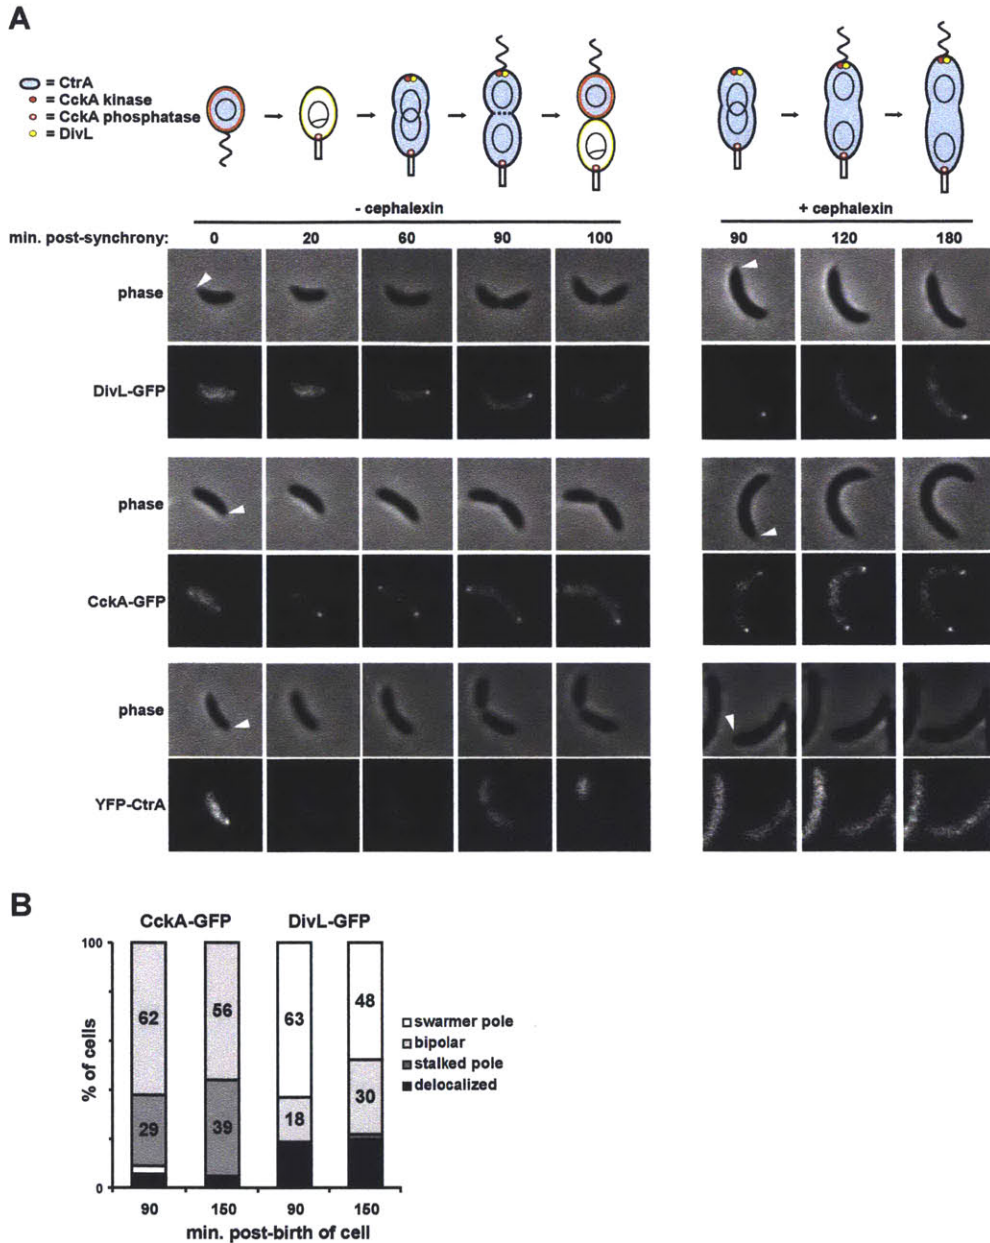 A
= CtrA
= CckA kinase
= CckA phosphatase
= DivL
- cephalexin
+ cephalexin
min. post-synchrony: 0 20 60 90 100 90 120 180
phase
DivL-GFP
phase
CckA-GFP
phase
YFP-CtrA
B
CckA-GFP DivL-GFP
100
62 56 63 48
29 39 18 30
swarmer pole
bipolar
stalked pole
delocalized
% of cells
0
90 150 90 150
min. post-birth of cell